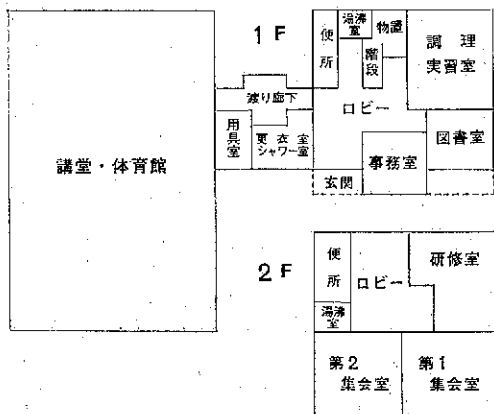 1F
湯沸室
物置
便所
階段
調理
実習室
渡り廊下
ロビー
用具室
更衣室
シャワー室
図書室
講堂・体育館
事務室
玄関
2F
便所
ロビー
研修室
湯沸室
第2
集会室
第1
集会室